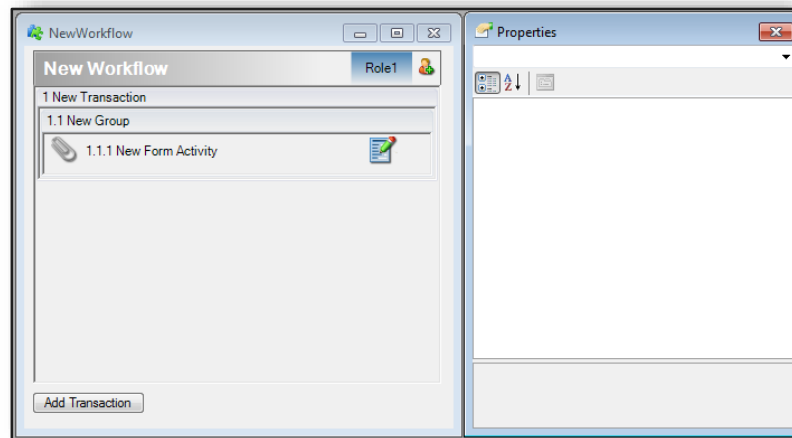 NewWorkflow
New Workflow
Role1
1 New Transaction
1.1 New Group
1.1.1 New Form Activity
Add Transaction
Properties
A
Z